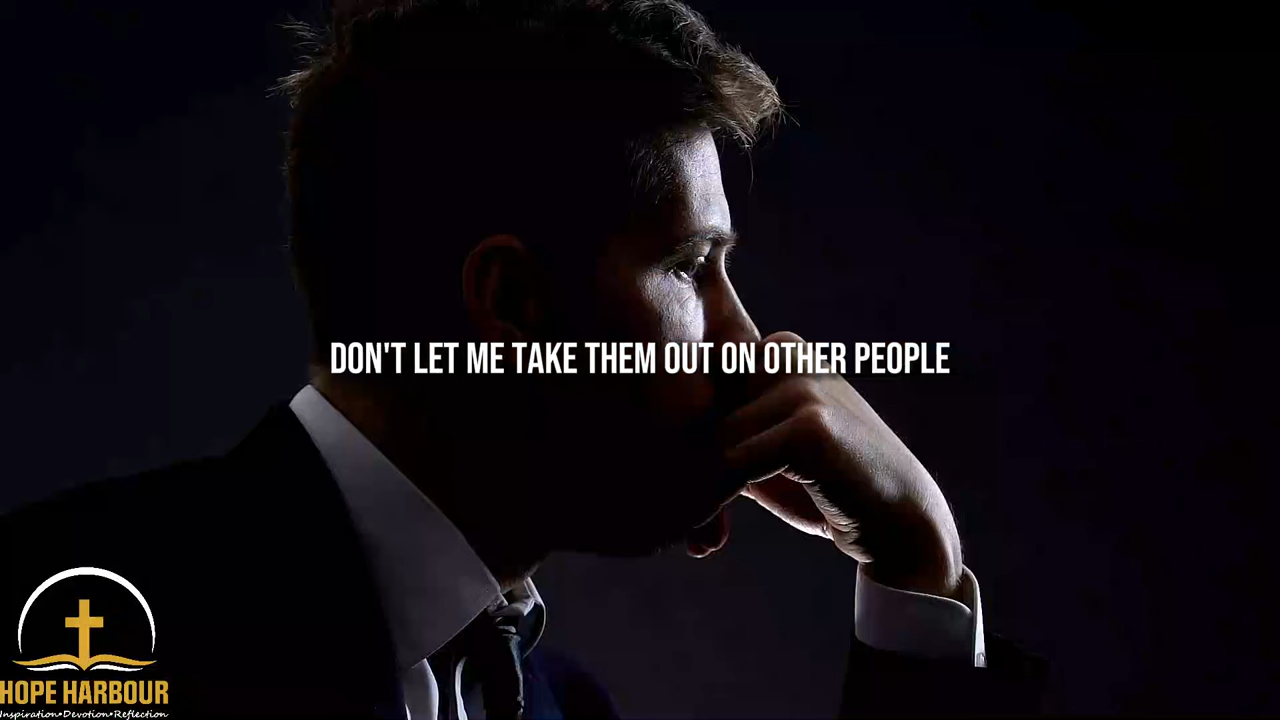 DON'T LET ME TAKE THEM OUT ON OTHER PEOPLE
HOPE HARBOUR
Inspiration•Devotion•Reflection